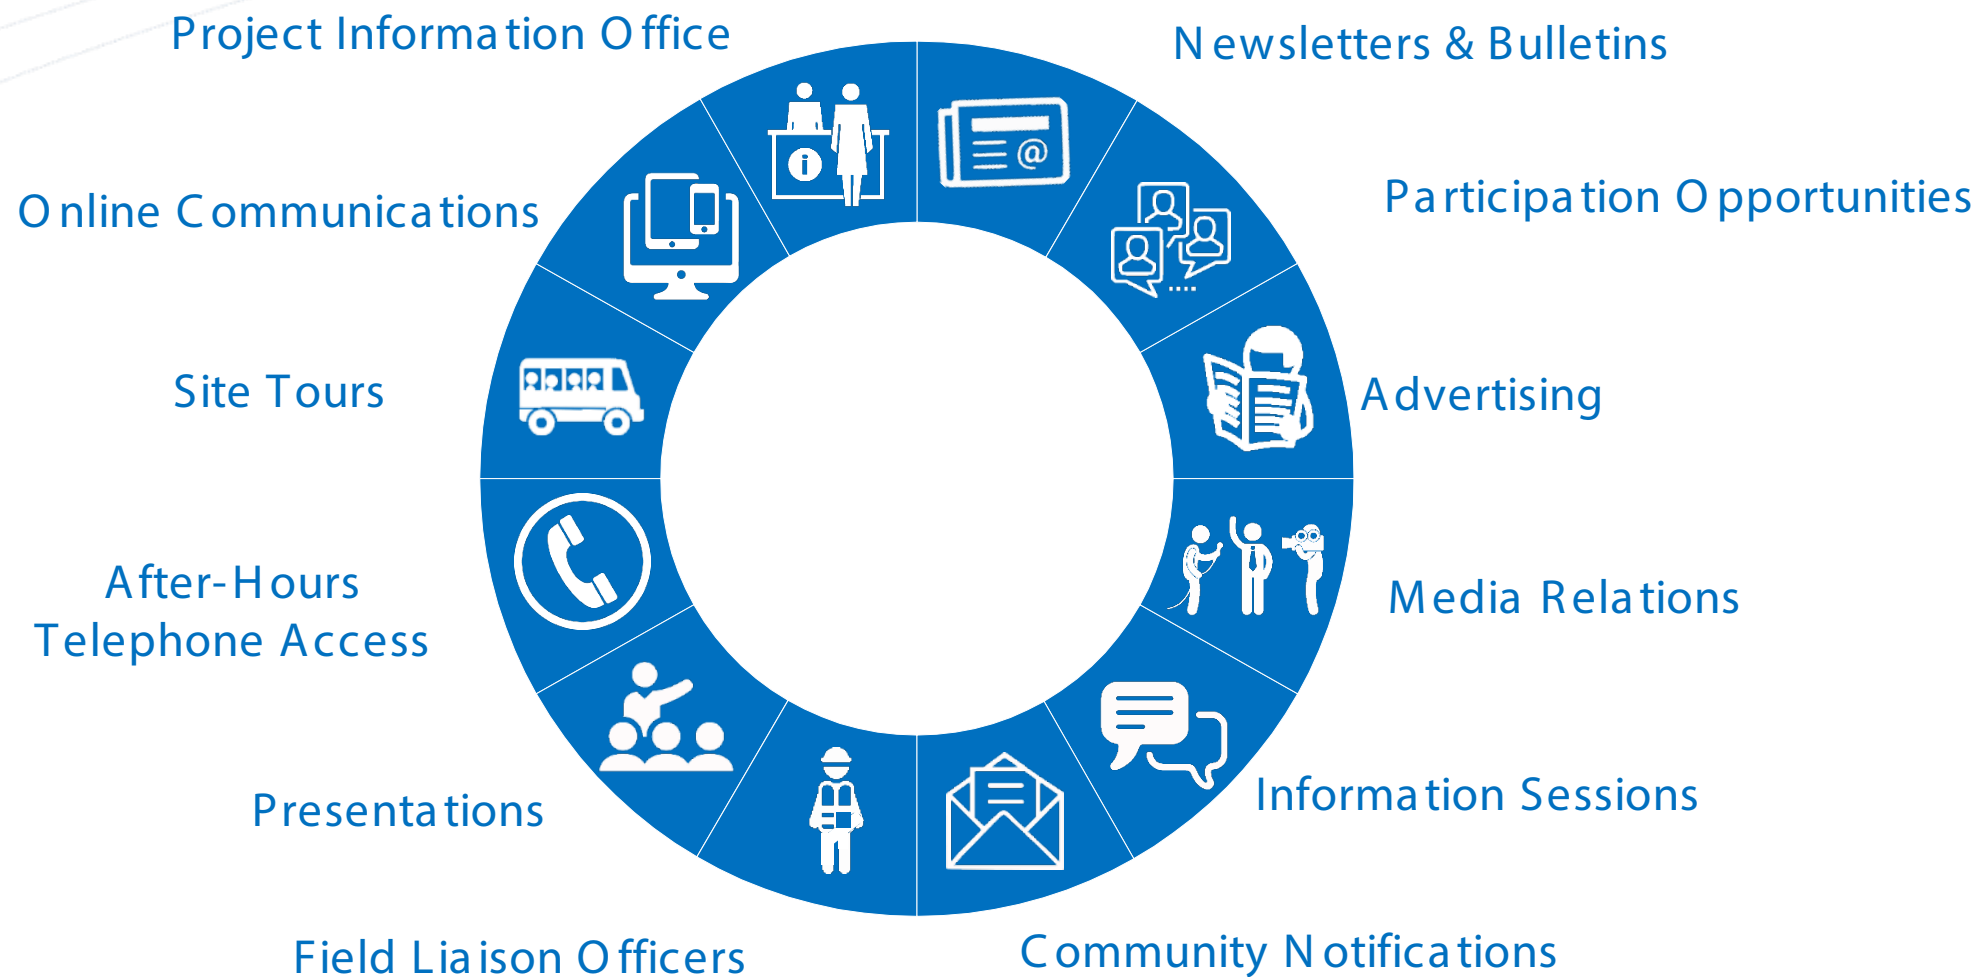 Project Information Office
Newsletters & Bulletins
Online Communications
Participation Opportunities
Site Tours
Advertising
After-Hours
Telephone Access
Media Relations
Presentations
Information Sessions
Field Liaison Officers
Community Notifications
@
i